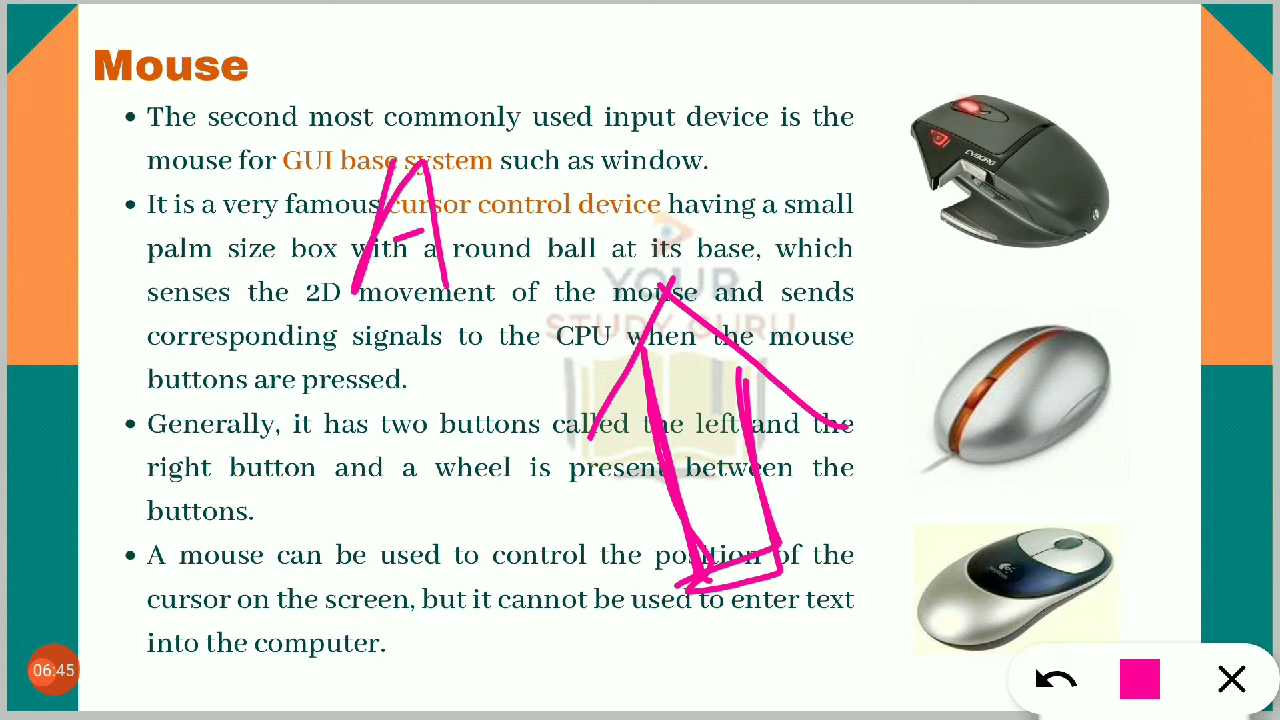 Mouse
• The second most commonly used input device is the
mouse for GUI base system such as window.
• It is a very famous cursor control device having a small
palm size box with a round ball at its base, which
senses the 2D movement of the mouse and sends
corresponding signals to the CPU when the mouse
buttons are pressed.
• Generally, it has two buttons called the left and the
right button and a wheel is present between the
buttons.
• A mouse can be used to control the position of the
cursor on the screen, but it cannot be used to enter text
into the computer.
A
YOUR
STUDY GURU
CYBORG
06:45